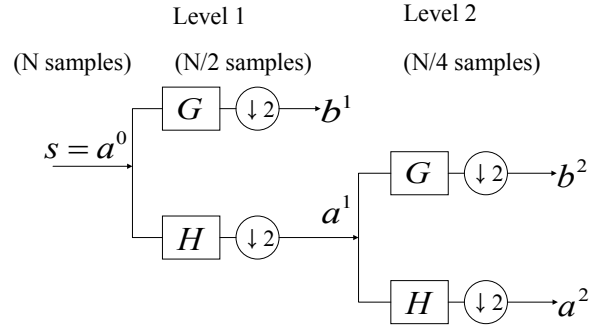 Level 1 Level 2
(N samples) (N/2 samples) (N/4 samples)
G ↓2 b¹
s = a⁰
G ↓2 b²
a¹
H ↓2
H ↓2 a²